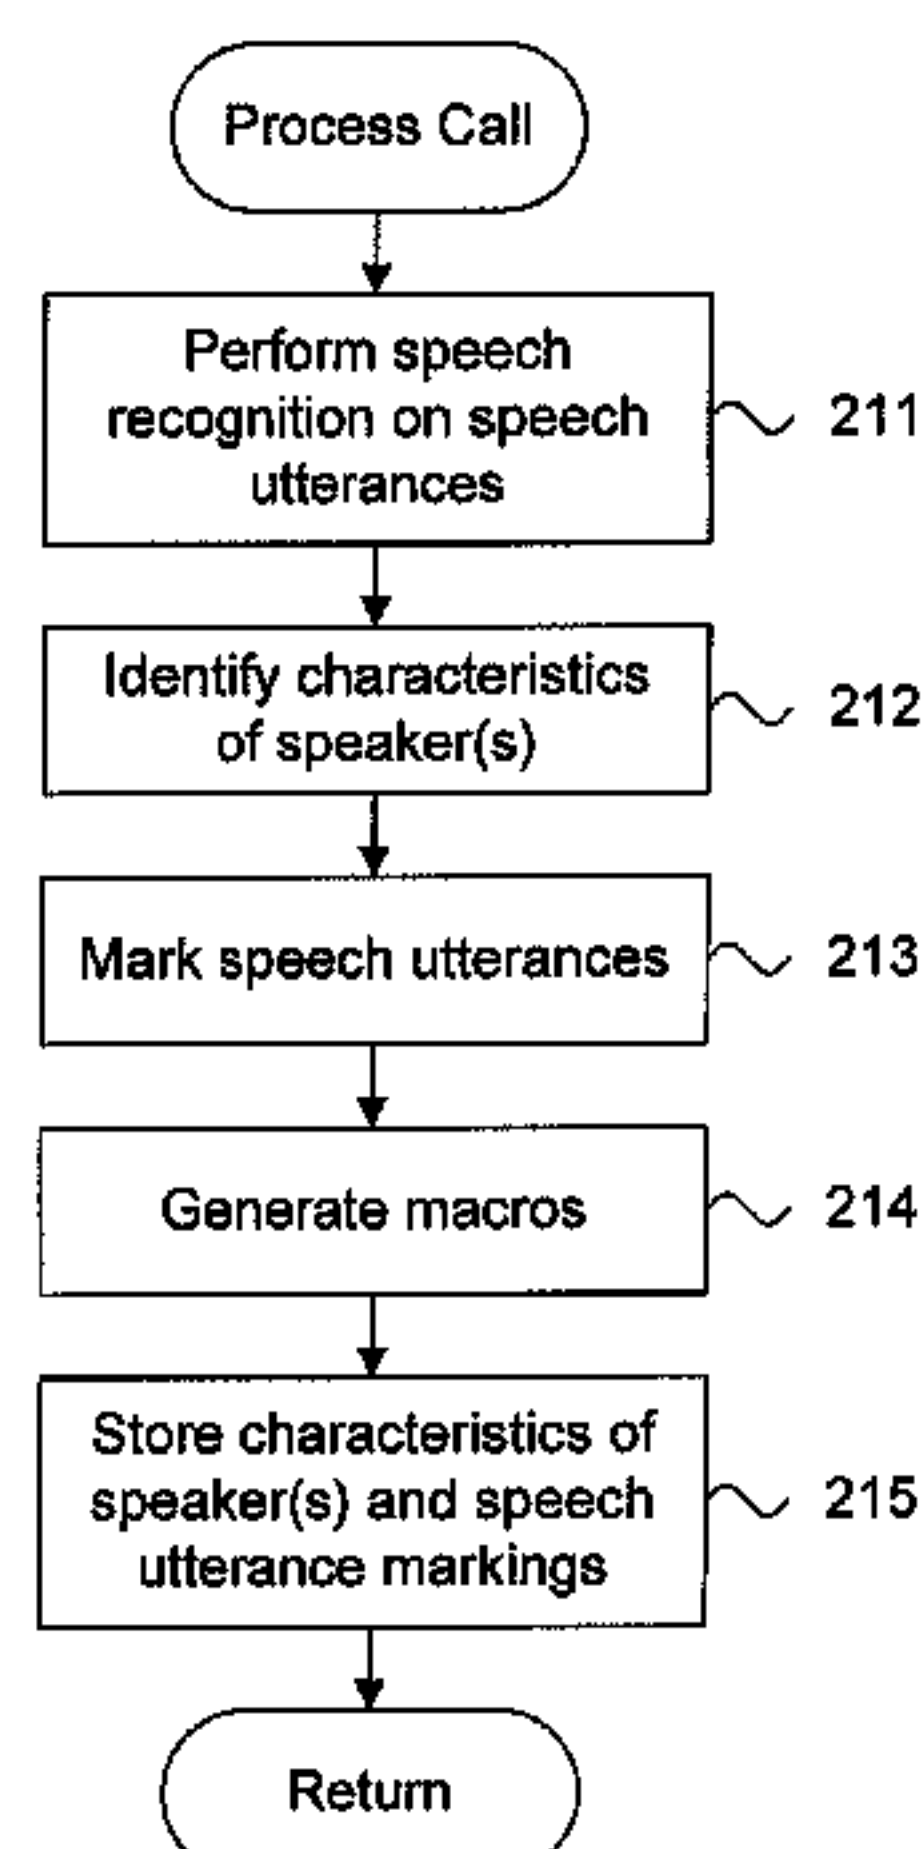 Process Call
Perform speech
recognition on speech
utterances
211
Identify characteristics
of speaker(s)
212
Mark speech utterances
213
Generate macros
214
Store characteristics of
speaker(s) and speech
utterance markings
215
Return